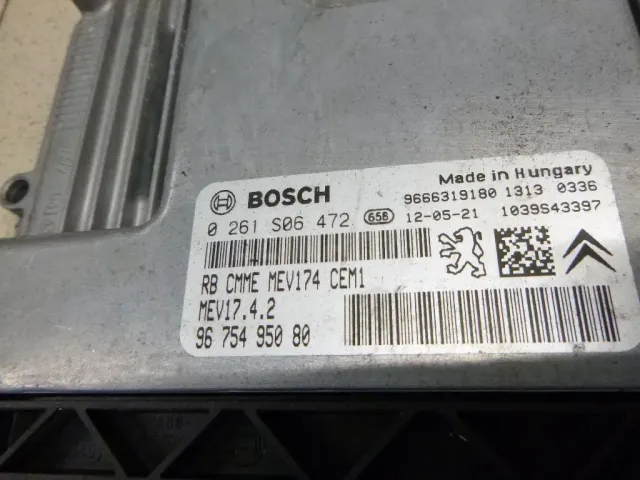 BOSCH
Made in Hungary
9666319180 1313 0336
0 261 S06 472 658 12-05-21 1039S43397
RB CMME MEV174 CEM1
MEV17.4.2
96 754 950 80